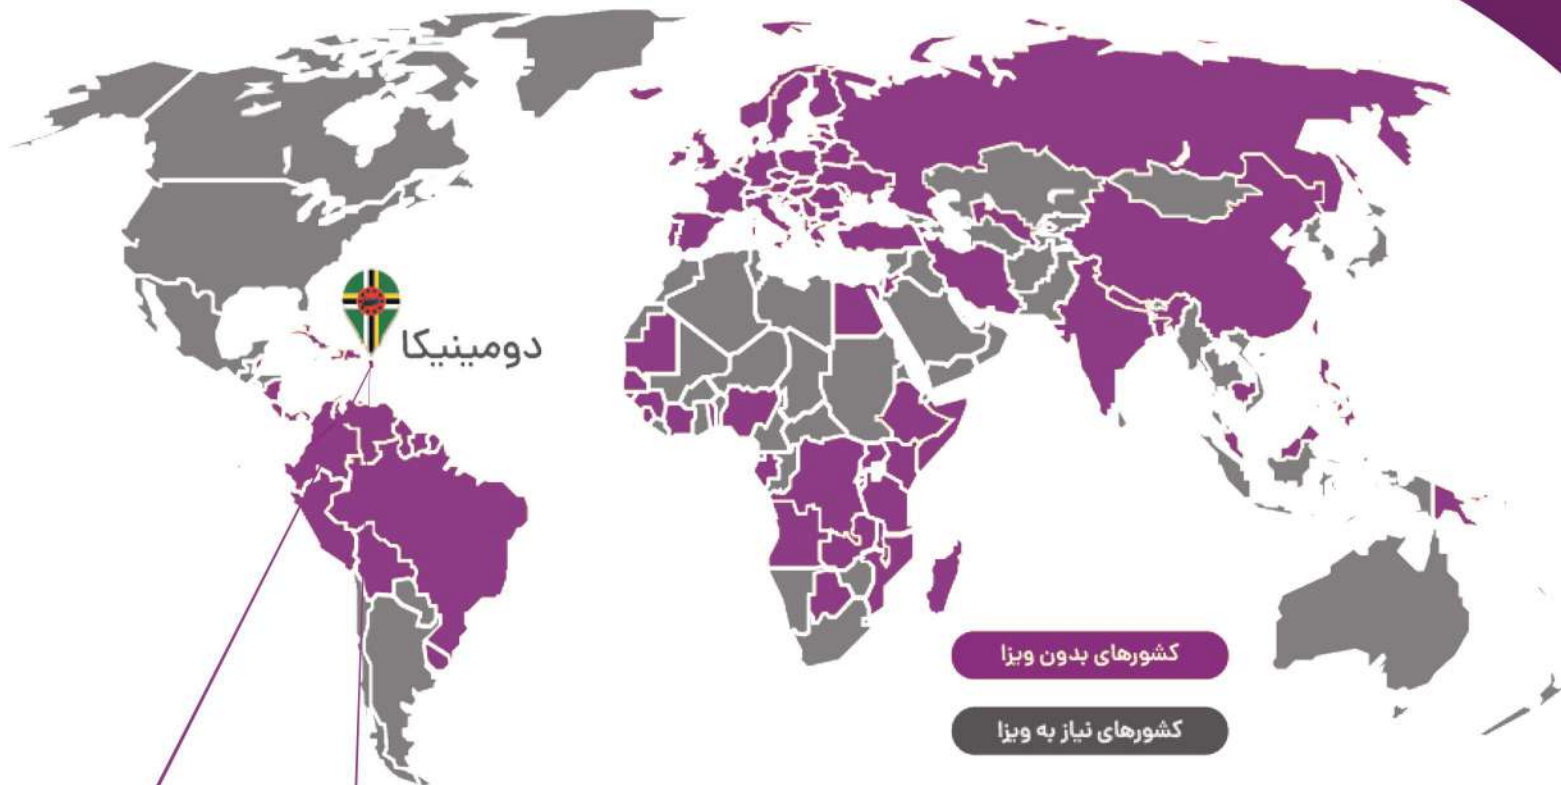 دومینیکا
کشورهای بدون ویزا
کشورهای نیاز به ویزا